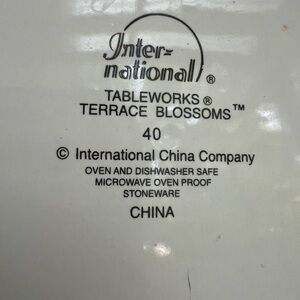 Inter-
national ®
TABLEWORKS ®
TERRACE BLOSSOMS™
40
© International China Company
OVEN AND DISHWASHER SAFE
MICROWAVE OVEN PROOF
STONEWARE
CHINA